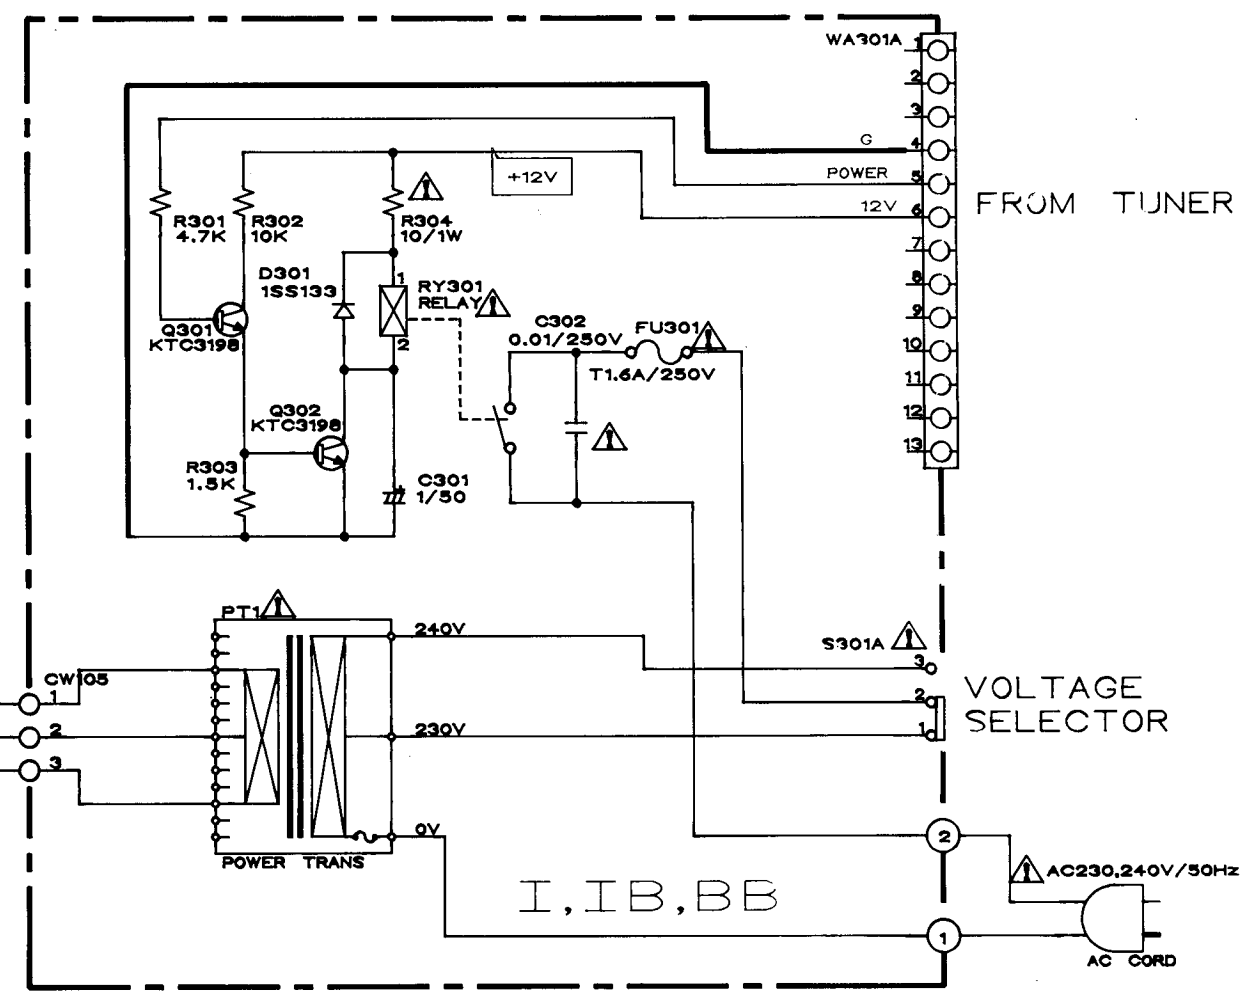 WA301A
1
2
3
G 4
POWER 5
12V 6
7
8
9
10
11
12
13
FROM TUNER
+12V
R301
4.7K
R302
10K
R304
10/1W
D301
1SS133
1
RY301
RELAY
2
Q301
KTC3198
C302
0.01/250V
FU301
T1.6A/250V
Q302
KTC3198
R303
1.5K
C301
1/50
PT1
240V
S301A
3
2
1
VOLTAGE
SELECTOR
CW105
1
2
3
230V
0V
POWER TRANS
2
AC230,240V/50Hz
I,IB,BB
1
AC CORD